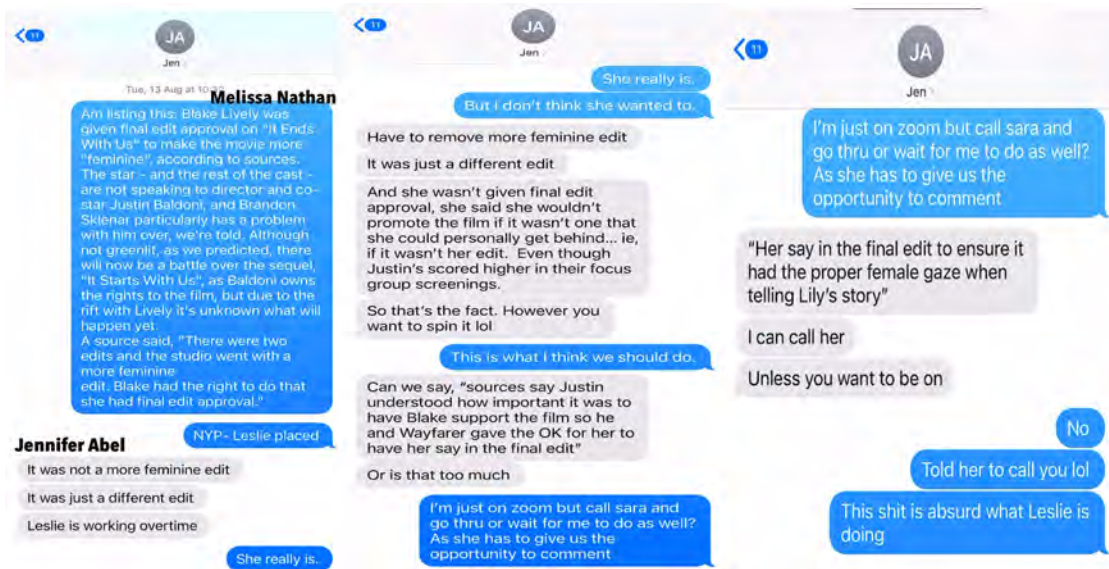 11
JA
Jen
Tue, 13 Aug at 10:
Melissa Nathan
Am listing this: Blake Lively was
given final edit approval on "It Ends
With Us" to make the movie more
"feminine", according to sources.
The star - and the rest of the cast -
are not speaking to director and co-
star Justin Baldoni, and Brandon
Sklenar particularly has a problem
with him over, we're told. Although
not greenlit, as we predicted, there
will now be a battle over the sequel,
"It Starts With Us", as Baldoni owns
the rights to the film, but due to the
rift with Lively it's unknown what will
happen yet.
A source said, "There were two
edits and the studio went with a
more feminine
edit. Blake had the right to do that
she had final edit approval."
NYP- Leslie placed
Jennifer Abel
It was not a more feminine edit
It was just a different edit
Leslie is working overtime
She really is.
11
JA
Jen
She really is.
But i don't think she wanted to.
Have to remove more feminine edit
It was just a different edit
And she wasn't given final edit
approval, she said she wouldn't
promote the film if it wasn't one that
she could personally get behind... ie,
if it wasn't her edit. Even though
Justin's scored higher in their focus
group screenings.
So that's the fact. However you
want to spin it lol
This is what I think we should do.
Can we say, "sources say Justin
understood how important it was to
have Blake support the film so he
and Wayfarer gave the OK for her to
have her say in the final edit"
Or is that too much
I'm just on zoom but call sara and
go thru or wait for me to do as well?
As she has to give us the
opportunity to comment
11
JA
Jen
I'm just on zoom but call sara and
go thru or wait for me to do as well?
As she has to give us the
opportunity to comment
"Her say in the final edit to ensure it
had the proper female gaze when
telling Lily's story"
I can call her
Unless you want to be on
No
Told her to call you lol
This shit is absurd what Leslie is
doing